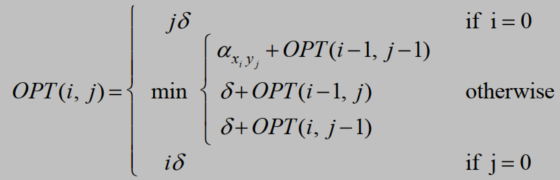 jδ if i = 0
α_{x_i y_j} + OPT(i−1, j−1)
OPT(i, j) = min δ + OPT(i−1, j) otherwise
δ + OPT(i, j−1)
iδ if j = 0